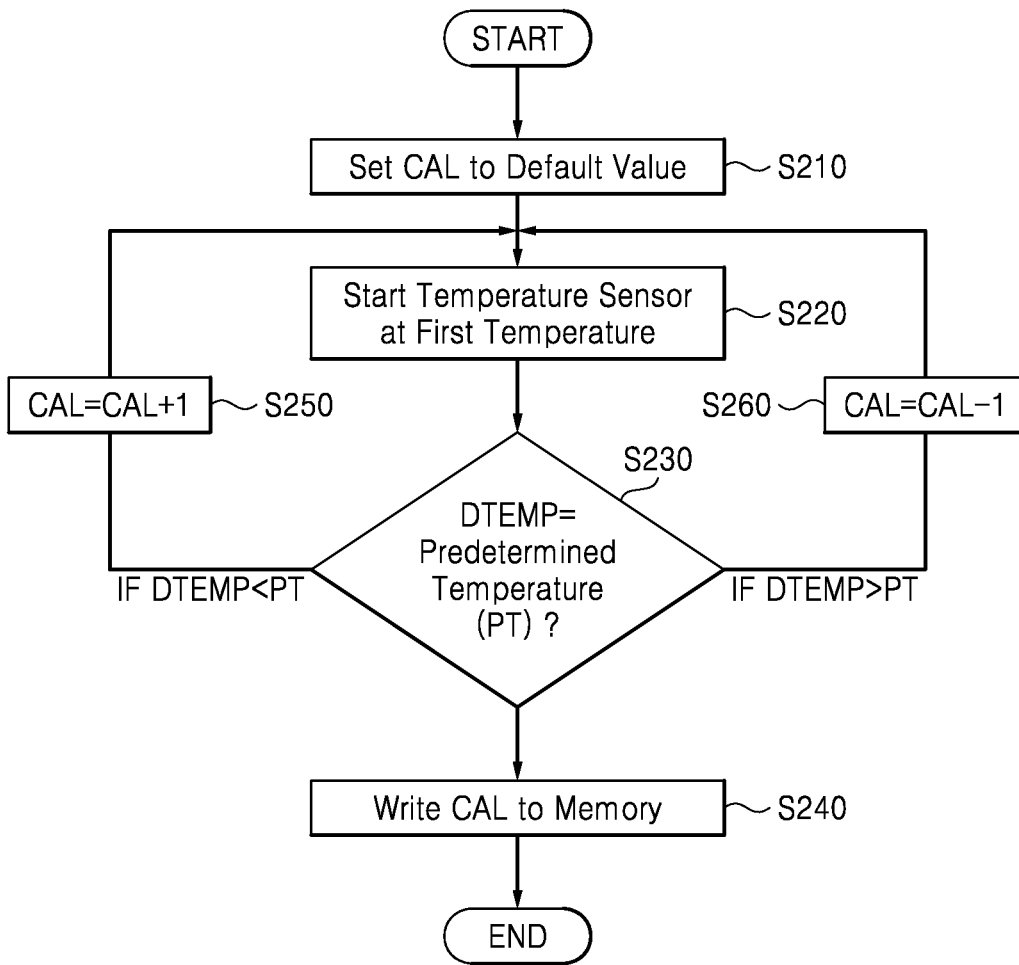 START
Set CAL to Default Value
S210
Start Temperature Sensor
at First Temperature
S220
CAL=CAL+1
S250
S260
CAL=CAL-1
S230
DTEMP=
Predetermined
Temperature
(PT) ?
IF DTEMP<PT
IF DTEMP>PT
Write CAL to Memory
S240
END